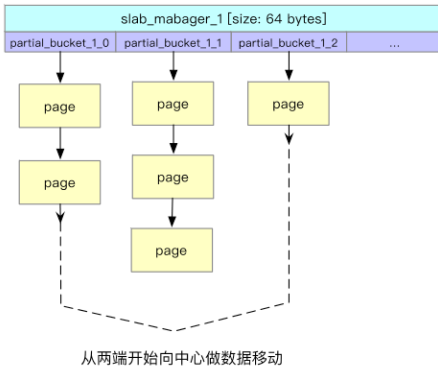 slab_mabager_1 [size: 64 bytes]
partial_bucket_1_0 partial_bucket_1_1 partial_bucket_1_2 ...
page page page
page page
page
从两端开始向中心做数据移动